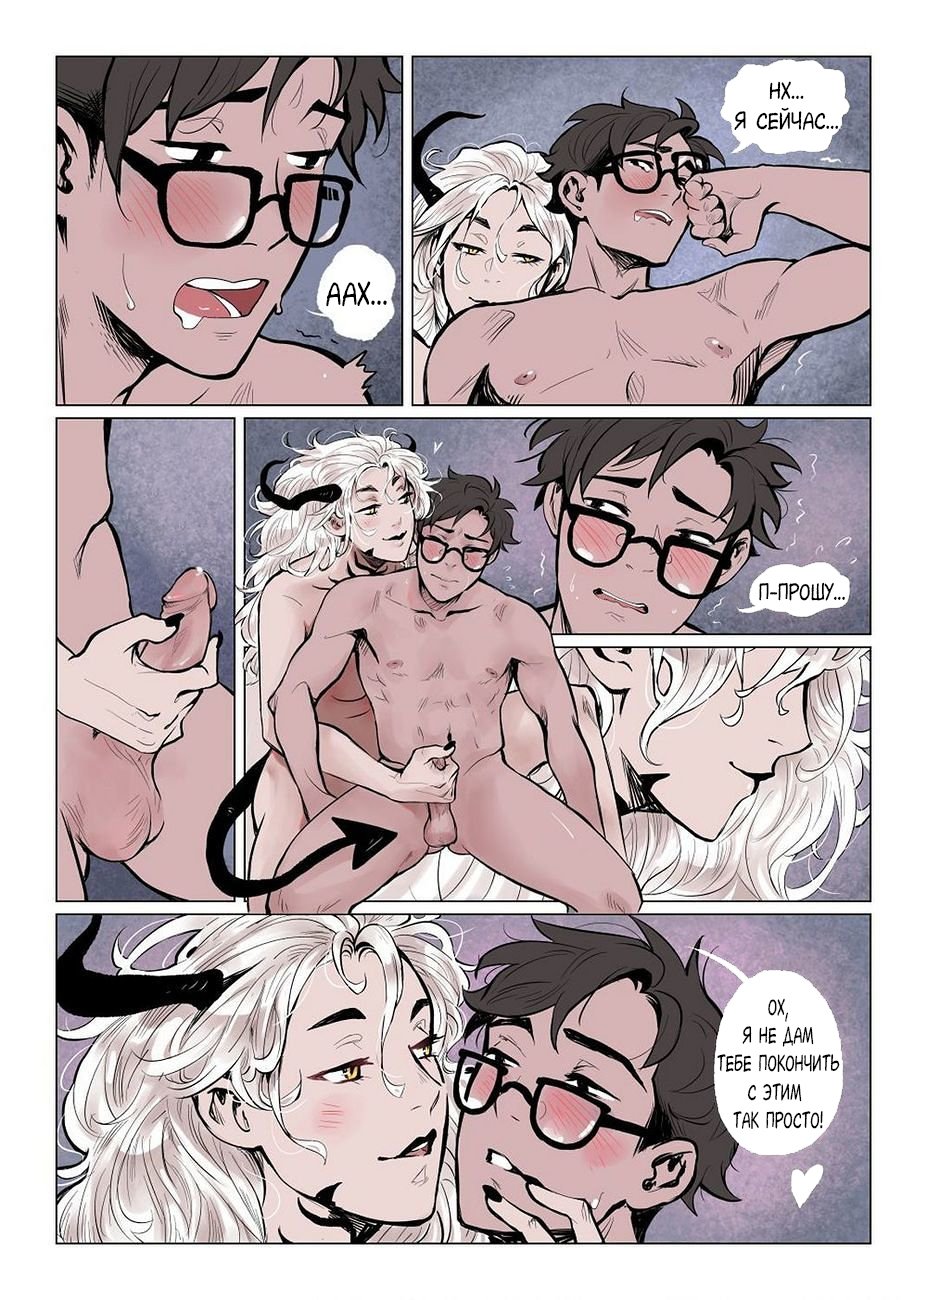 ААХ...
НХ...
Я СЕЙЧАС...
П-ПРОШУ...
ОХ,
Я НЕ ДАМ
ТЕБЕ ПОКОНЧИТЬ
С ЭТИМ
ТАК ПРОСТО!